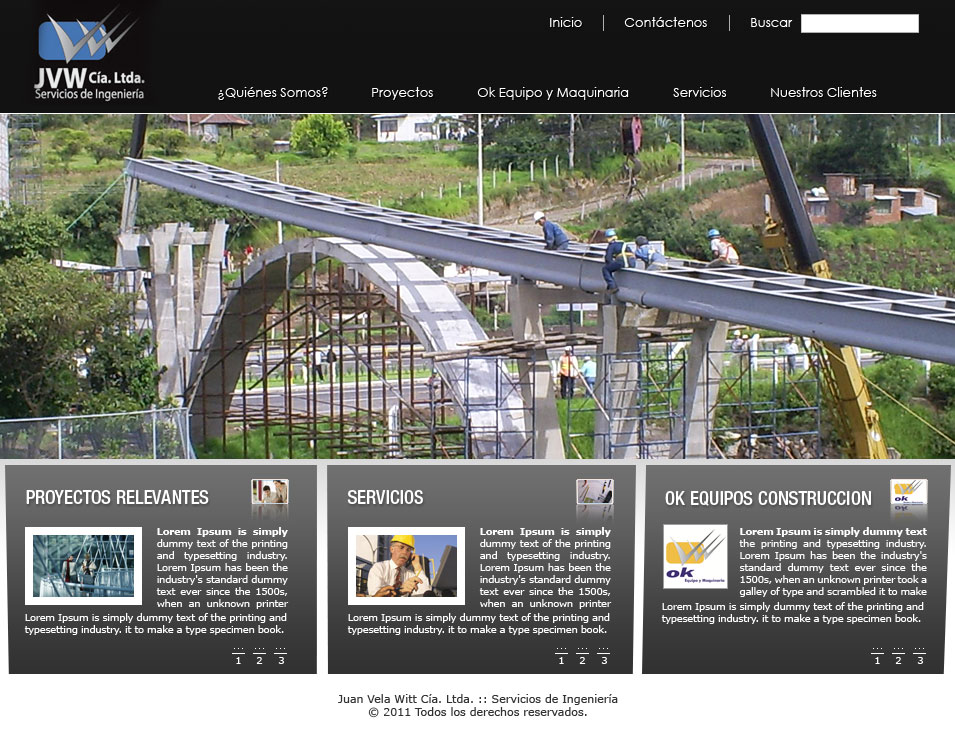 Inicio
Contáctenos
Buscar
JVW Cía. Ltda.
Servicios de Ingeniería
¿Quiénes Somos?
Proyectos
Ok Equipo y Maquinaria
Servicios
Nuestros Clientes
PROYECTOS RELEVANTES
Lorem Ipsum is simply
dummy text of the printing
and typesetting industry.
Lorem Ipsum has been the
industry's standard dummy
text ever since the 1500s,
when an unknown printer
Lorem Ipsum is simply dummy text of the printing and
typesetting industry. it to make a type specimen book.
...
1
...
2
...
3
SERVICIOS
Lorem Ipsum is simply
dummy text of the printing
and typesetting industry.
Lorem Ipsum has been the
industry's standard dummy
text ever since the 1500s,
when an unknown printer
Lorem Ipsum is simply dummy text of the printing and
typesetting industry. it to make a type specimen book.
...
1
...
2
...
3
OK EQUIPOS CONSTRUCCION
ok
ok
Equipo y Maquinaria
Lorem Ipsum is simply dummy text
the printing and typesetting industry.
Lorem Ipsum has been the industry's
standard dummy text ever since the
1500s, when an unknown printer took a
galley of type and scrambled it to make
Lorem Ipsum is simply dummy text of the printing and
typesetting industry. it to make a type specimen book.
...
1
...
2
...
3
Juan Vela Witt Cía. Ltda. :: Servicios de Ingeniería
© 2011 Todos los derechos reservados.